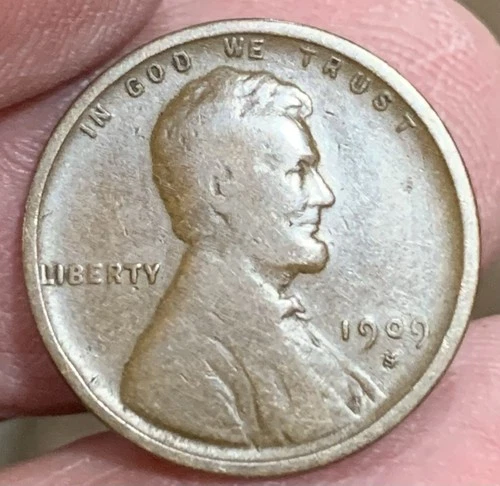 IN GOD WE TRUST
LIBERTY
1909
S